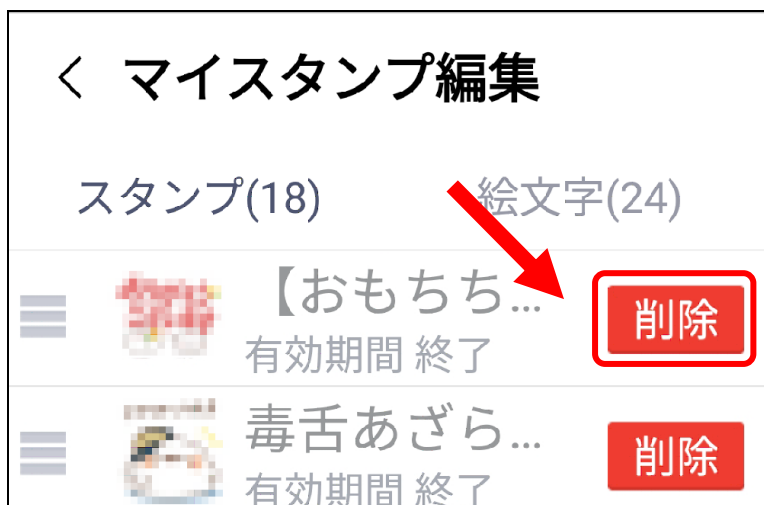 マイスタンプ編集
スタンプ(18) 絵文字(24)
【おもちち…
有効期間 終了
削除
毒舌あざら…
有効期間 終了
削除